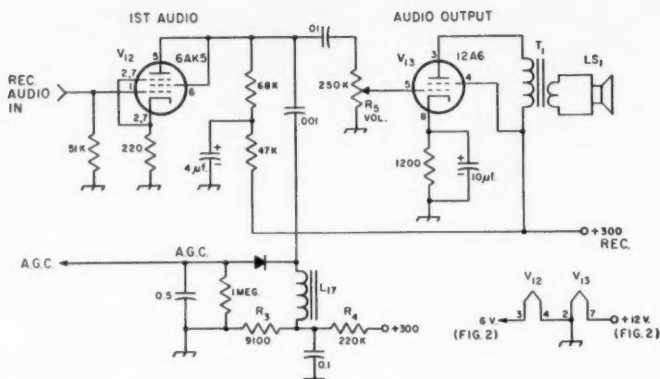 1ST AUDIO
AUDIO OUTPUT
V12
6AK5
5
2,7
1
6
2,7
REC.
AUDIO
IN
51K
220
4µf.
+
68K
47K
.01
.001
250K
R5
VOL.
V13
12A6
3
5
4
8
1200
+
10µf.
T1
LS1
+300
REC.
A.G.C.
A.G.C.
0.5
1MEG.
L17
R3
9100
R4
220K
+300
0.1
V12
V13
6V.
(FIG.2)
3
4
2
7
+12V.
(FIG.2)